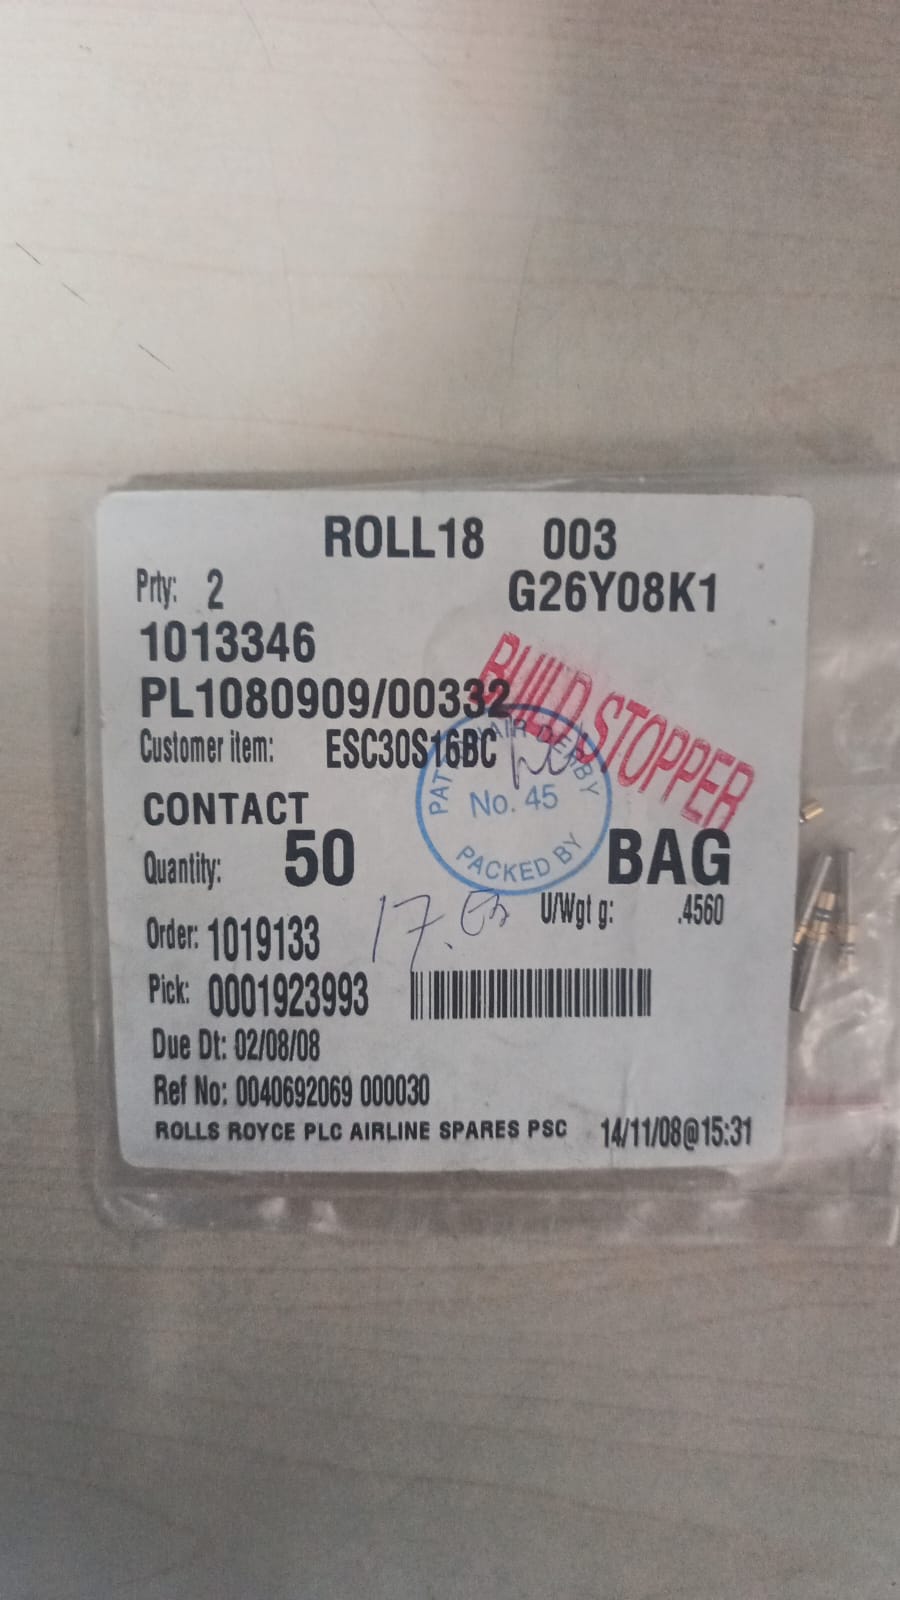 ROLL18 003
Prty: 2 G26Y08K1
1013346
PL1080909/00332
BUILD STOPPER
Customer item: ESC30S16BC
CONTACT
No. 45
PACKED BY
Quantity: 50 BAG
U/Wgt g: .4560
Order: 1019133
Pick: 0001923993
Due Dt: 02/08/08
Ref No: 0040692069 000030
ROLLS ROYCE PLC AIRLINE SPARES PSC 14/11/08@15:31